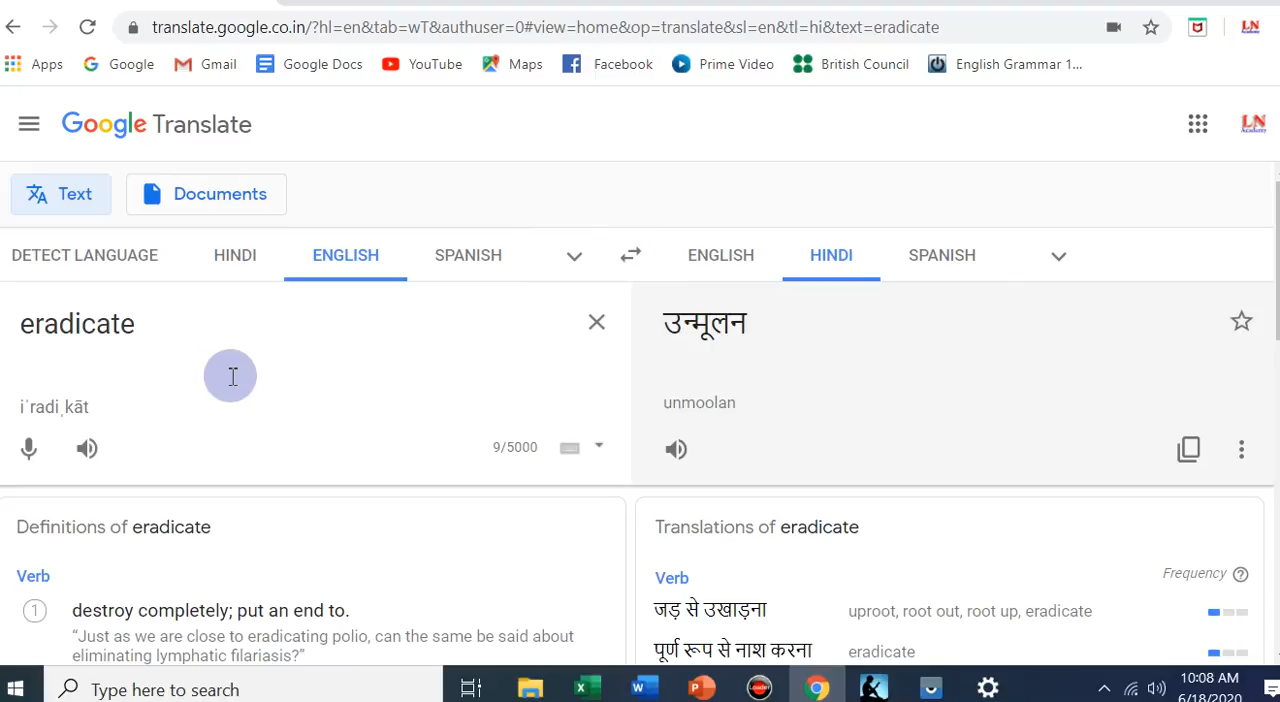 translate.google.co.in/?hl=en&tab=wT&authuser=0#view=home&op=translate&sl=en&tl=hi&text=eradicate
LN
Apps Google Gmail Google Docs YouTube Maps Facebook Prime Video British Council English Grammar 1...
Google Translate
LN
Academy
Text Documents
DETECT LANGUAGE HINDI ENGLISH SPANISH ENGLISH HINDI SPANISH
eradicate उन्मूलन
iˈradiˌkāt unmoolan
9/5000
Definitions of eradicate Translations of eradicate
Verb Verb Frequency
1 destroy completely; put an end to. जड़ से उखाड़ना uproot, root out, root up, eradicate
“Just as we are close to eradicating polio, can the same be said about
eliminating lymphatic filariasis?” पूर्ण रूप से नाश करना eradicate
Type here to search 10:08 AM
6/18/2020